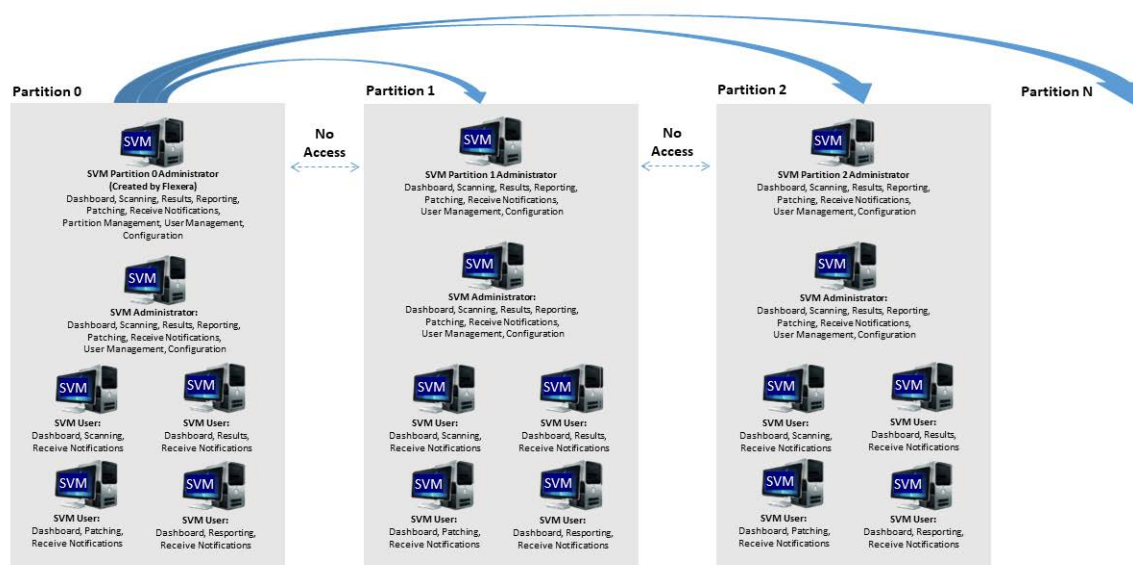 Partition 0
Partition 1
Partition 2
Partition N
No
Access
No
Access
SVM
SVM Partition 0 Administrator
(Created by Flexera)
Dashboard, Scanning, Results, Reporting,
Patching, Receive Notifications,
Partition Management, User Management,
Configuration
SVM
SVM Administrator:
Dashboard, Scanning, Results, Reporting,
Patching, Receive Notifications,
User Management, Configuration
SVM
SVM User:
Dashboard, Scanning,
Receive Notifications
SVM
SVM User:
Dashboard, Results,
Receive Notifications
SVM
SVM User:
Dashboard, Patching,
Receive Notifications
SVM
SVM User:
Dashboard, Resporting,
Receive Notifications
SVM
SVM Partition 1 Administrator
Dashboard, Scanning, Results, Reporting,
Patching, Receive Notifications,
User Management, Configuration
SVM
SVM Administrator:
Dashboard, Scanning, Results, Reporting,
Patching, Receive Notifications,
User Management, Configuration
SVM
SVM User:
Dashboard, Scanning,
Receive Notifications
SVM
SVM User:
Dashboard, Results,
Receive Notifications
SVM
SVM User:
Dashboard, Patching,
Receive Notifications
SVM
SVM User:
Dashboard, Resporting,
Receive Notifications
SVM
SVM Partition 2 Administrator
Dashboard, Scanning, Results, Reporting,
Patching, Receive Notifications,
User Management, Configuration
SVM
SVM Administrator:
Dashboard, Scanning, Results, Reporting,
Patching, Receive Notifications,
User Management, Configuration
SVM
SVM User:
Dashboard, Scanning,
Receive Notifications
SVM
SVM User:
Dashboard, Results,
Receive Notifications
SVM
SVM User:
Dashboard, Patching,
Receive Notifications
SVM
SVM User:
Dashboard, Resporting,
Receive Notifications